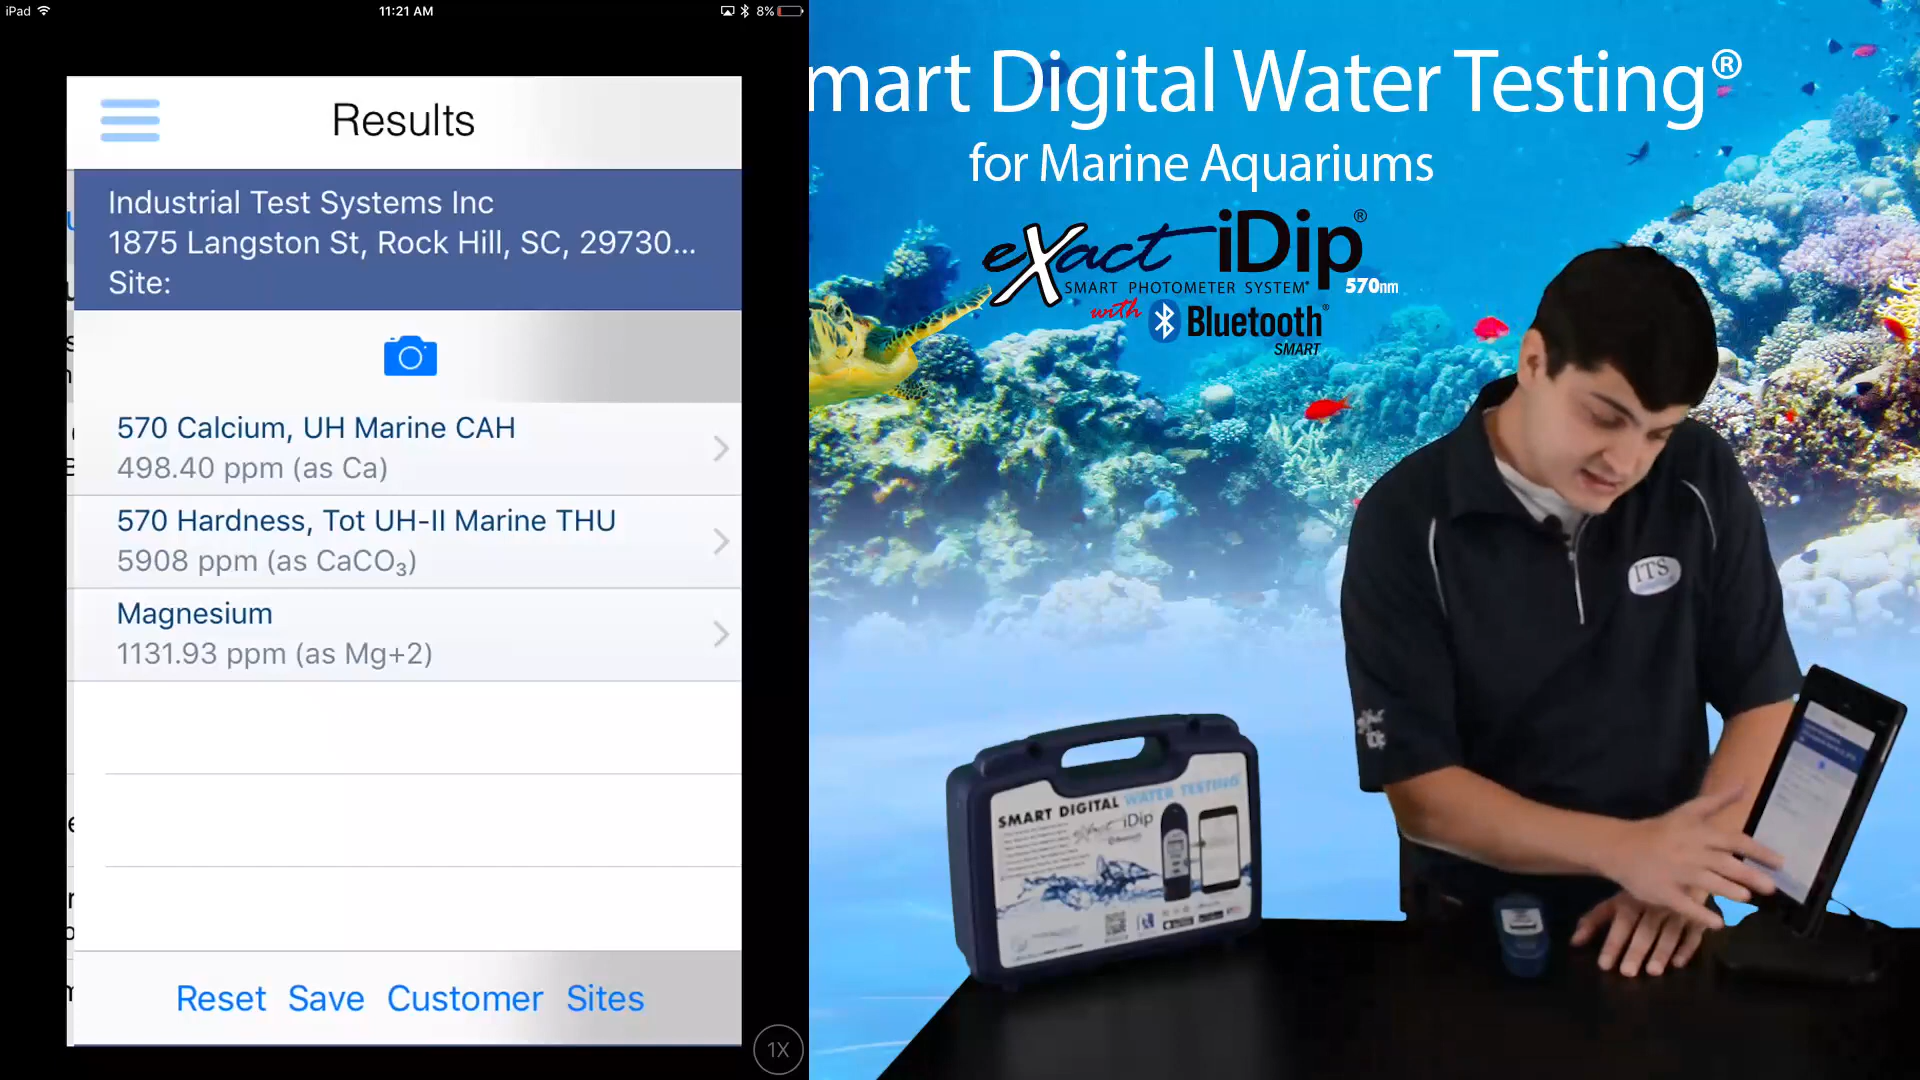 iPad
11:21 AM
8%
Results
Industrial Test Systems Inc
1875 Langston St, Rock Hill, SC, 29730...
Site:
570 Calcium, UH Marine CAH
498.40 ppm (as Ca)
570 Hardness, Tot UH-II Marine THU
5908 ppm (as CaCO₃)
Magnesium
1131.93 ppm (as Mg+2)
Reset Save Customer Sites
1X
mart Digital Water Testing®
for Marine Aquariums
eXact iDip®
SMART PHOTOMETER SYSTEM
570nm
with Bluetooth®
SMART
ITS
SMART DIGITAL WATER TESTING
eXact iDip